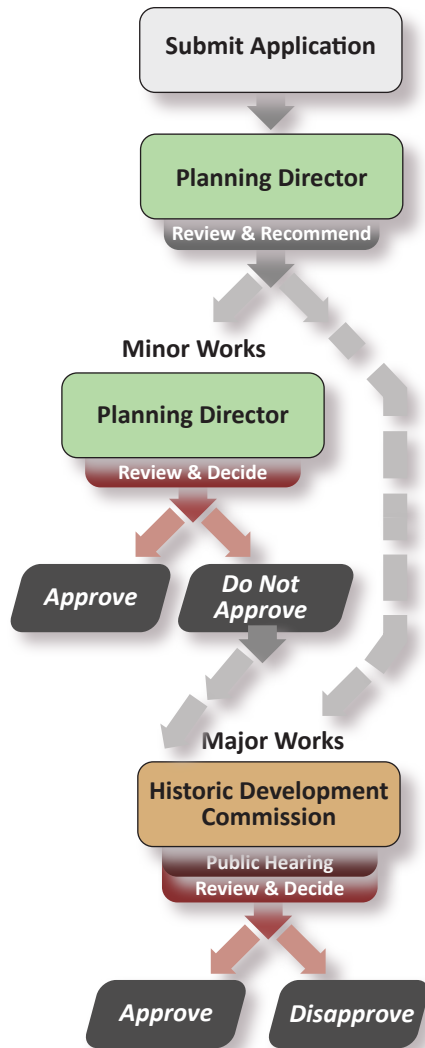 Submit Application
Planning Director
Review & Recommend
Minor Works
Planning Director
Review & Decide
Approve
Do Not
Approve
Major Works
Historic Development
Commission
Public Hearing
Review & Decide
Approve
Disapprove